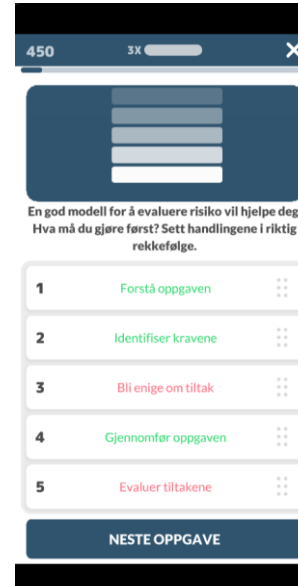 450
3X
En god modell for å evaluere risiko vil hjelpe deg.
Hva må du gjøre først? Sett handlingene i riktig
rekkefølge.
1 Forstå oppgaven
2 Identifiser kravene
3 Bli enige om tiltak
4 Gjennomfør oppgaven
5 Evaluer tiltakene
NESTE OPPGAVE